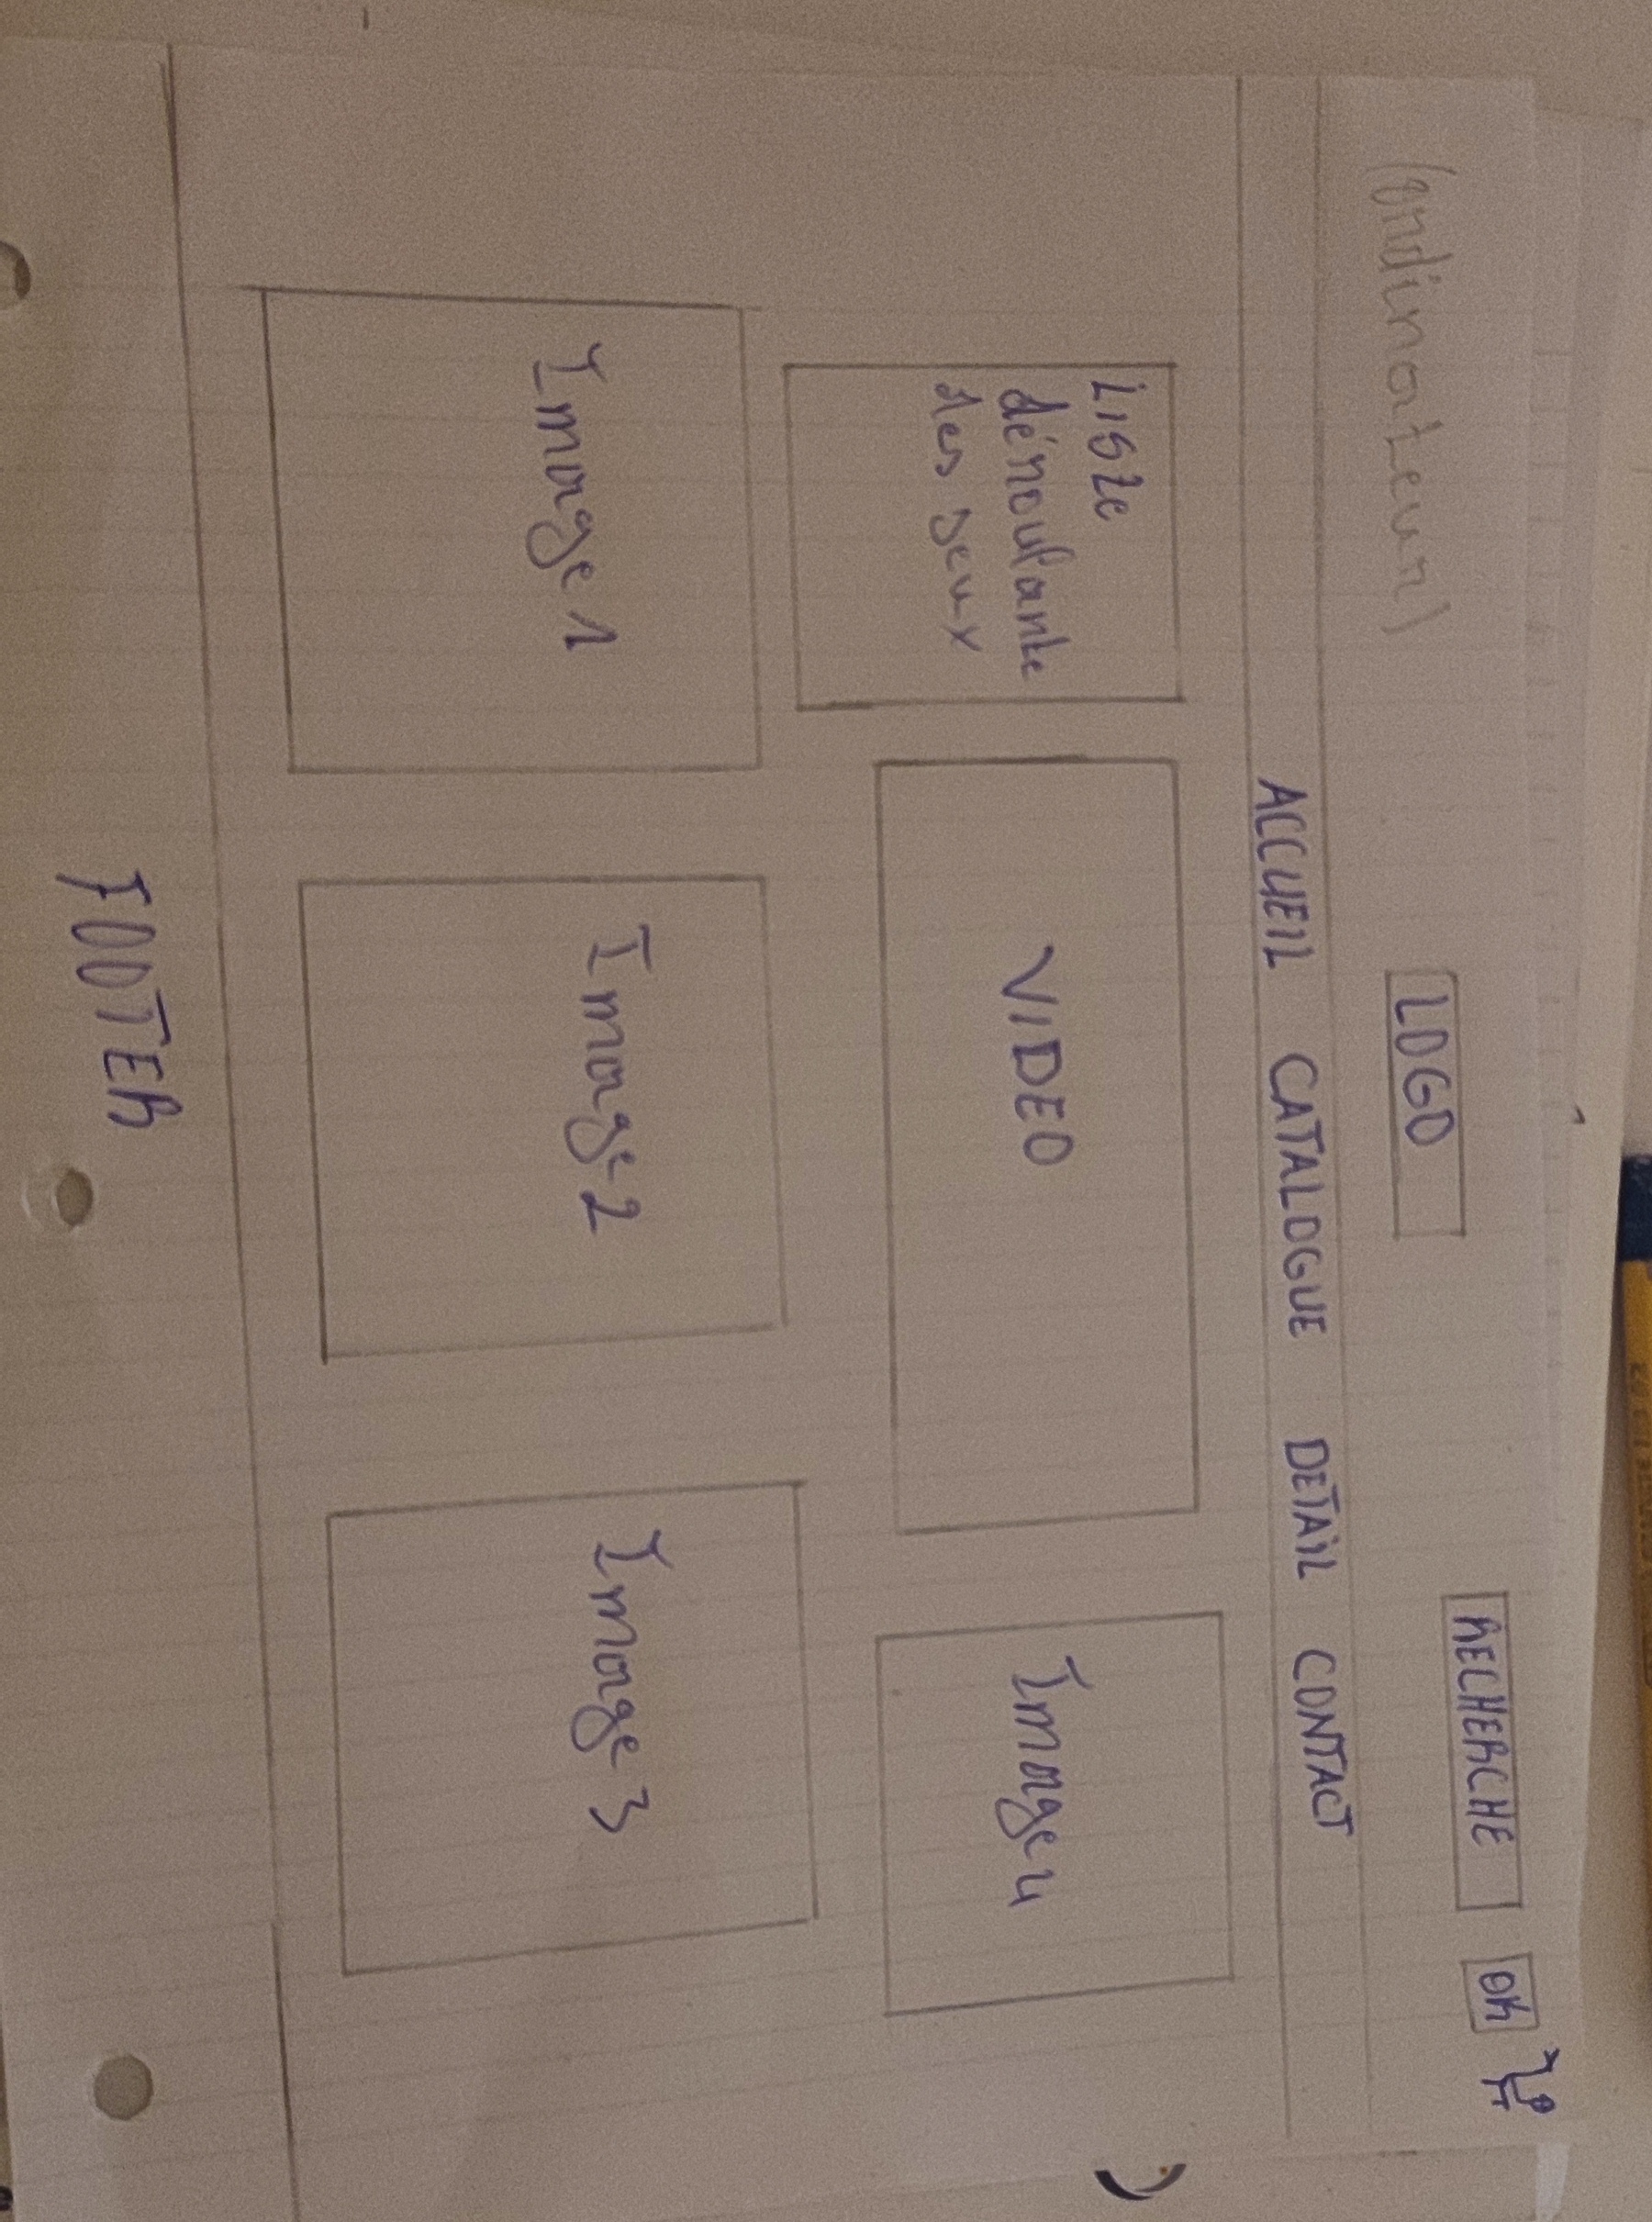 (ordinateur)
LOGO
RECHERCHE
OK
ACCUEIL CATALOGUE DETAIL CONTACT
Liste
déroulante
des Jeux
VIDEO
Image 4
Image 1
Image 2
Image 3
FOOTER